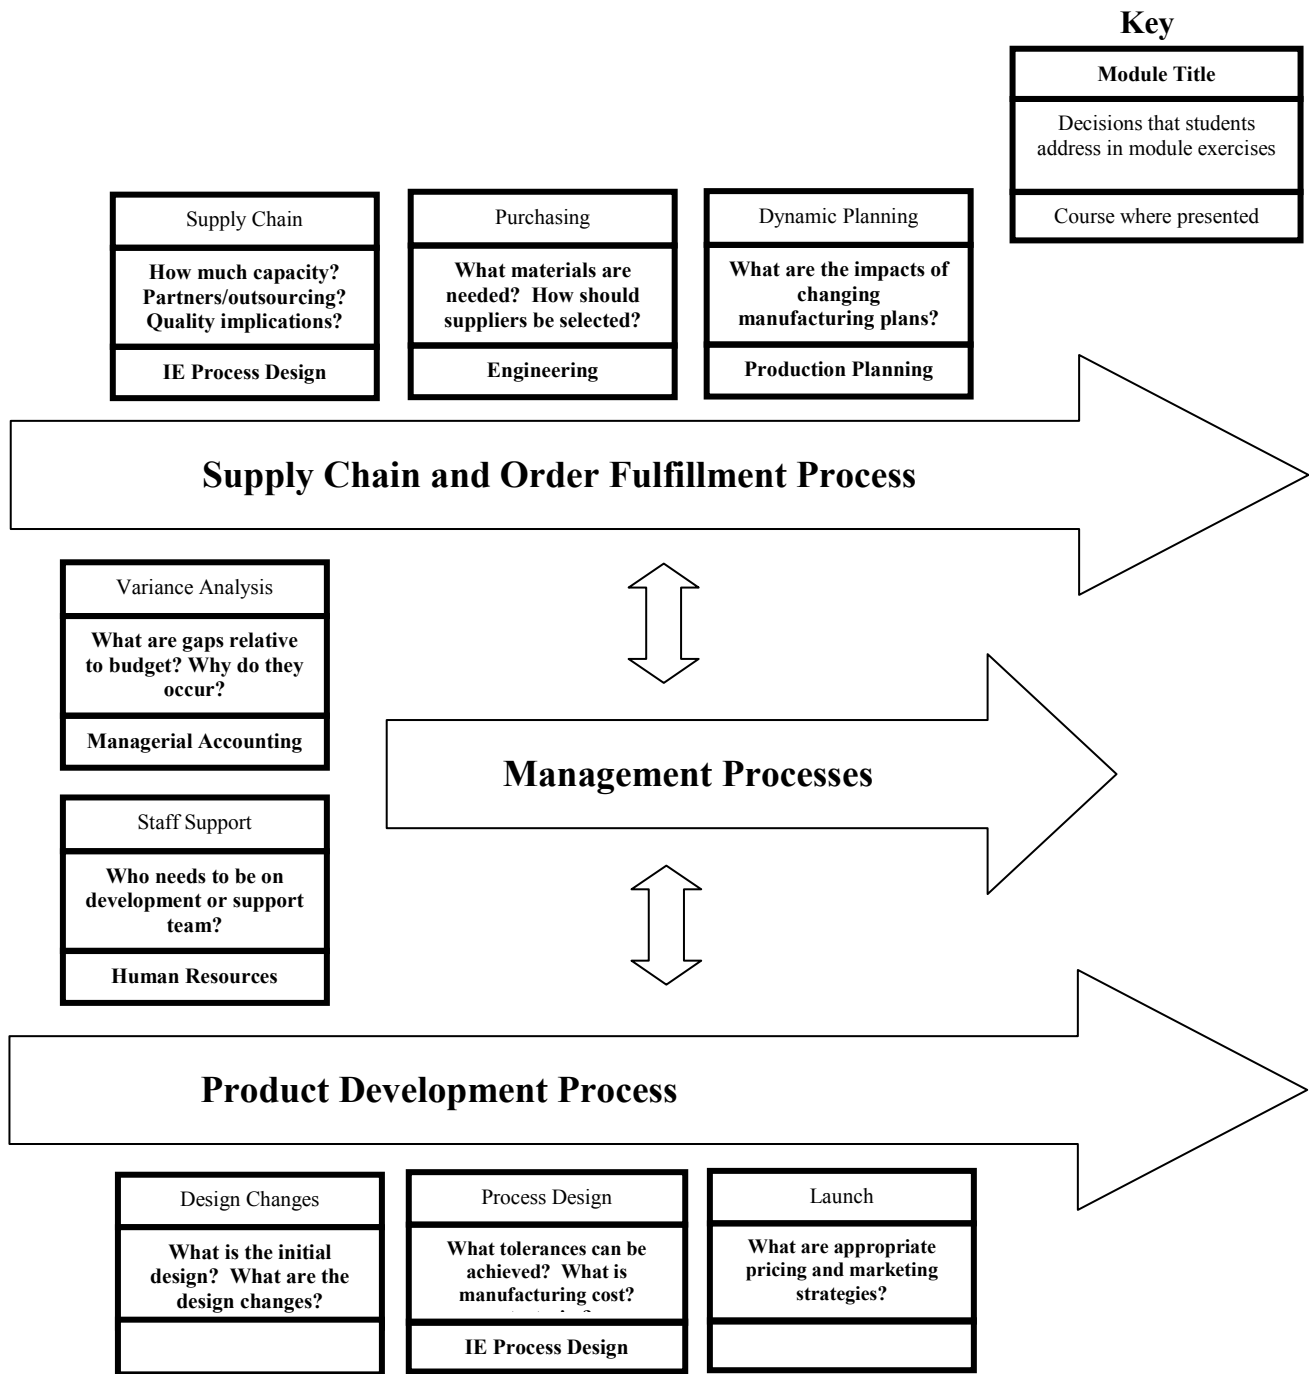 Key
Module Title
Decisions that students
address in module exercises
Course where presented
Supply Chain
How much capacity?
Partners/outsourcing?
Quality implications?
IE Process Design
Purchasing
What materials are
needed? How should
suppliers be selected?
Engineering
Dynamic Planning
What are the impacts of
changing
manufacturing plans?
Production Planning
Supply Chain and Order Fulfillment Process
Variance Analysis
What are gaps relative
to budget? Why do they
occur?
Managerial Accounting
Management Processes
Staff Support
Who needs to be on
development or support
team?
Human Resources
Product Development Process
Design Changes
What is the initial
design? What are the
design changes?
Process Design
What tolerances can be
achieved? What is
manufacturing cost?
IE Process Design
Launch
What are appropriate
pricing and marketing
strategies?